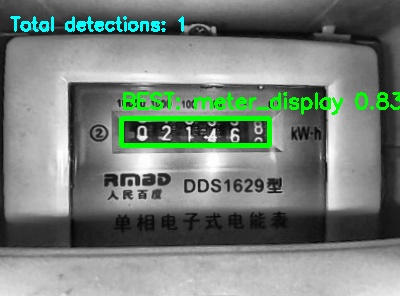 Total detections: 1
BEST: meter_display 0.83
② 02146 kW·h
RMBD
人民百度 DDS1629型
单相电子式电能表